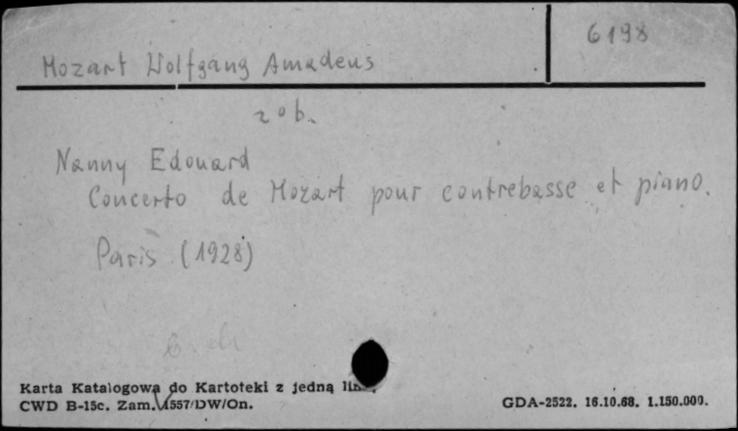 6198
Mozart Wolfgang Amadeus
zob.
Nanny Edouard
Concerto de Mozart pour contrebasse et piano.
Paris (1928)
Karta Katalogowa do Kartoteki z jedną
CWD B-15c. Zam. 1557/DW/On.
GDA-2522. 16.10.68. 1.150.000.